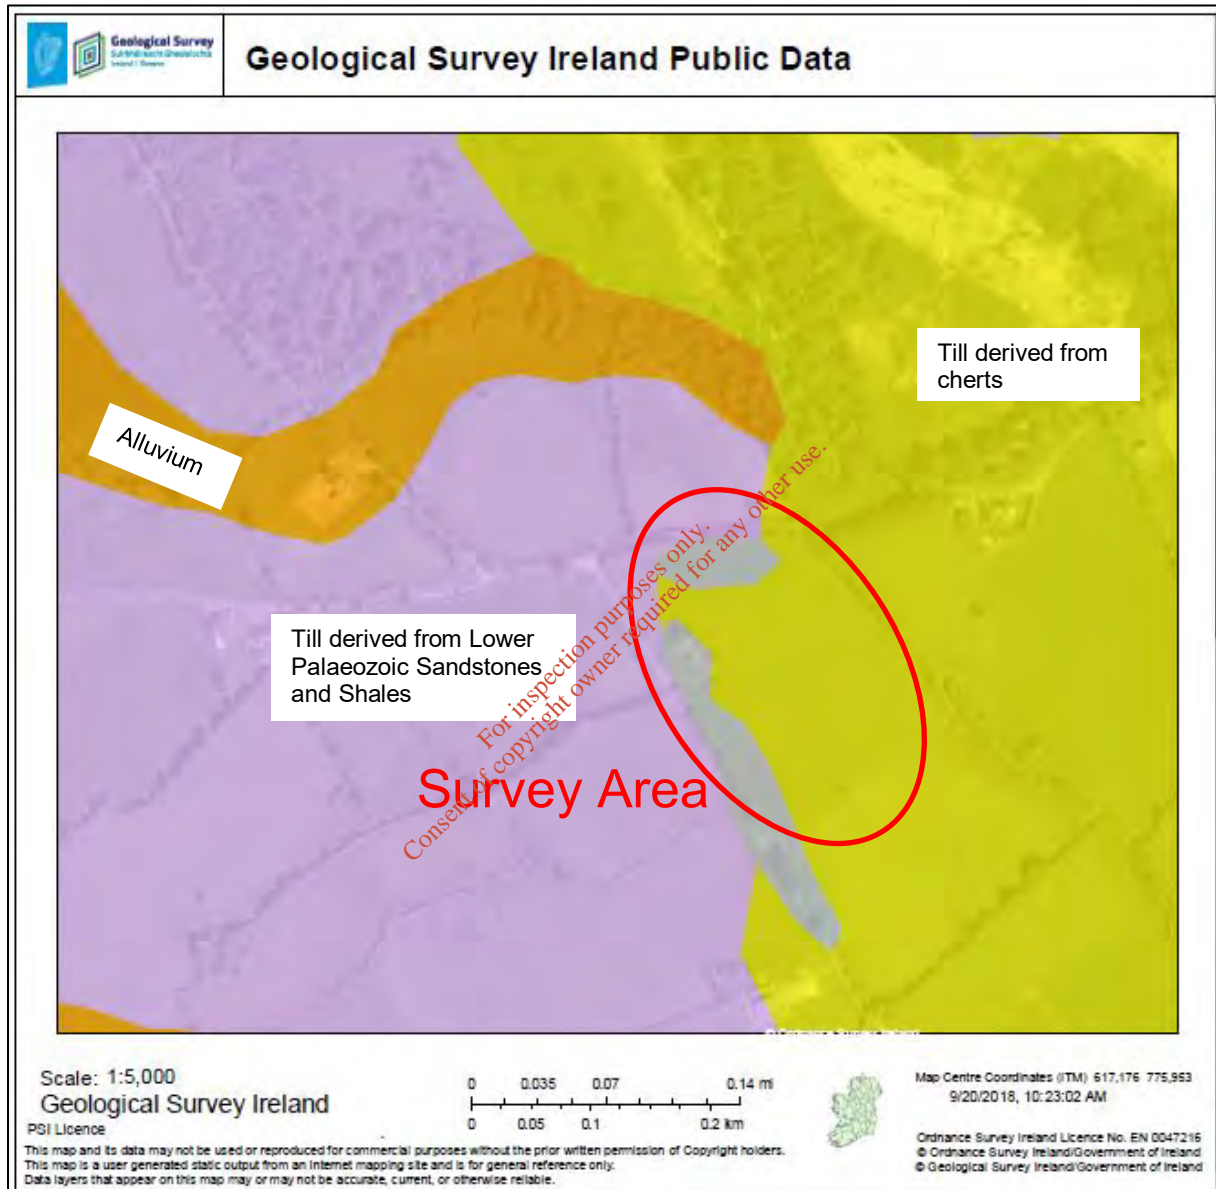 Geological Survey
Ireland | Éireann
Geological Survey Ireland Public Data
Till derived from
cherts
Alluvium
For inspection purposes only.
Consent of copyright owner required for any other use.
Till derived from Lower
Palaeozoic Sandstones
and Shales
Survey Area
© Ordnance Survey Ireland
Scale: 1:5,000
Geological Survey Ireland
PSI Licence
0 0.035 0.07 0.14 mi
0 0.05 0.1 0.2 km
Map Centre Coordinates (ITM) 617,176 775,953
9/20/2018, 10:23:02 AM
This map and its data may not be used or reproduced for commercial purposes without the prior written permission of Copyright holders.
This map is a user generated static output from an Internet mapping site and is for general reference only.
Data layers that appear on this map may or may not be accurate, current, or otherwise reliable.
Ordnance Survey Ireland Licence No. EN 0047216
© Ordnance Survey Ireland/Government of Ireland
© Geological Survey Ireland/Government of Ireland